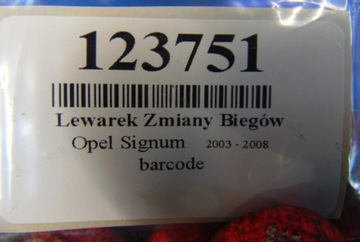 123751
Lewarek Zmiany Biegów
Opel Signum 2003 - 2008
barcode